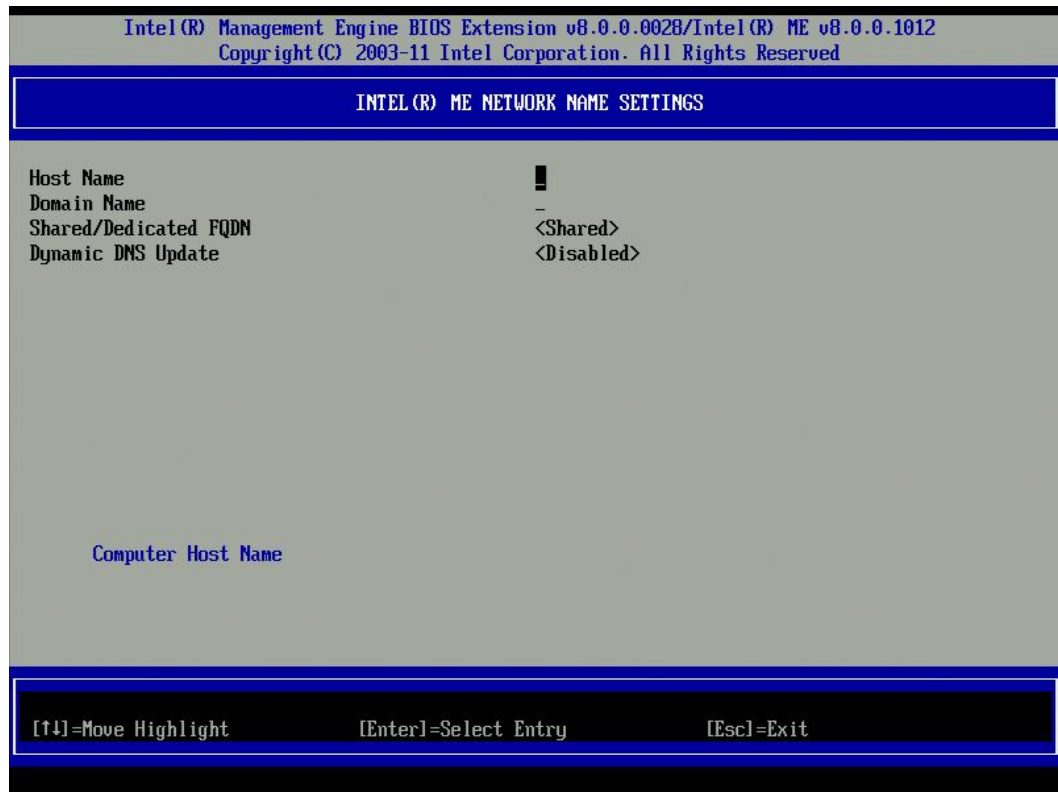 Intel(R) Management Engine BIOS Extension v8.0.0.0028/Intel(R) ME v8.0.0.1012
Copyright(C) 2003-11 Intel Corporation. All Rights Reserved
INTEL(R) ME NETWORK NAME SETTINGS
Host Name _
Domain Name _
Shared/Dedicated FQDN <Shared>
Dynamic DNS Update <Disabled>
Computer Host Name
[↑↓]=Move Highlight [Enter]=Select Entry [Esc]=Exit